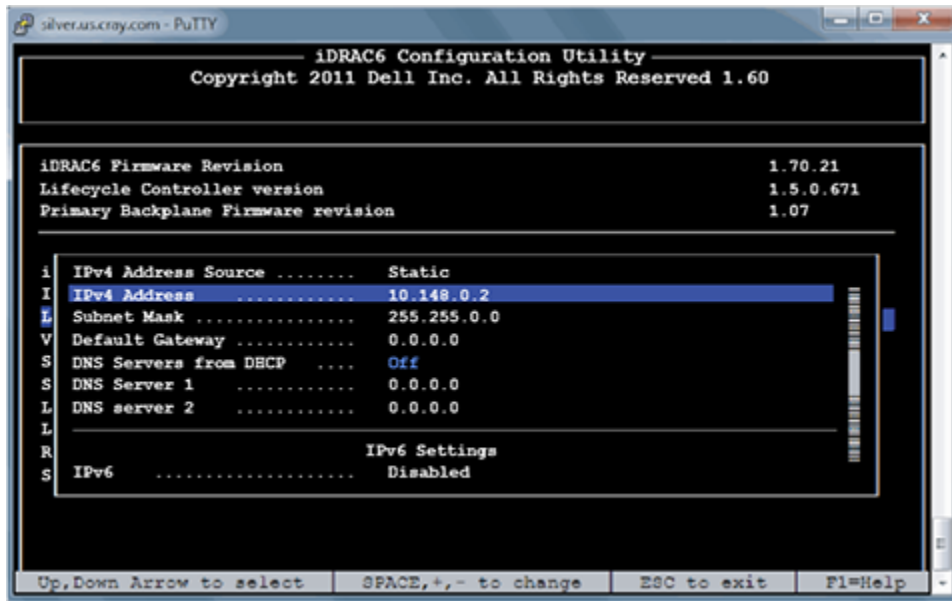 silver.us.cray.com - PuTTY
iDRAC6 Configuration Utility
Copyright 2011 Dell Inc. All Rights Reserved 1.60
iDRAC6 Firmware Revision 1.70.21
Lifecycle Controller version 1.5.0.671
Primary Backplane Firmware revision 1.07
i IPv4 Address Source ........ Static
I IPv4 Address ............ 10.148.0.2
L Subnet Mask ................ 255.255.0.0
V Default Gateway ............ 0.0.0.0
S DNS Servers from DHCP .... Off
S DNS Server 1 ............ 0.0.0.0
L DNS server 2 ............ 0.0.0.0
L
R IPv6 Settings
S IPv6 .................... Disabled
Up,Down Arrow to select SPACE,+,- to change ESC to exit F1=Help